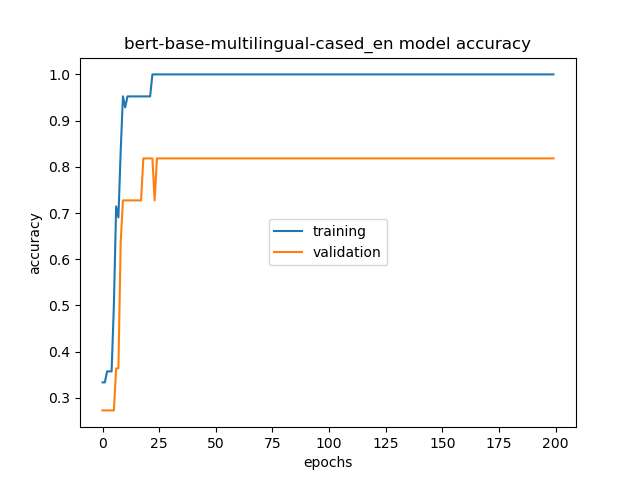 bert-base-multilingual-cased_en model accuracy
1.0
0.9
0.8
0.7
0.6
0.5
0.4
0.3
accuracy
training
validation
0 25 50 75 100 125 150 175 200
epochs